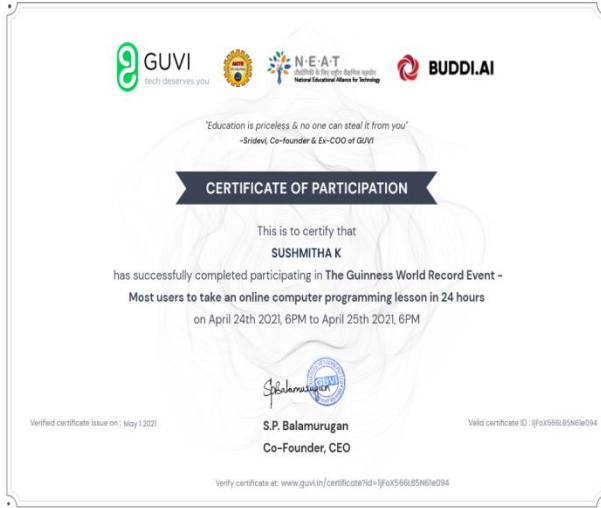 GUVI
tech deserves you
AICTE
N·E·A·T
National Educational Alliance for Technology
BUDDI.AI
"Education is priceless & no one can steal it from you"
-Sridevi, Co-founder & Ex-COO of GUVI
CERTIFICATE OF PARTICIPATION
This is to certify that
SUSHMITHA K
has successfully completed participating in The Guinness World Record Event -
Most users to take an online computer programming lesson in 24 hours
on April 24th 2021, 6PM to April 25th 2021, 6PM
SpBalamurugan
GUVI
Verified certificate issue on : May 1 2021
S.P. Balamurugan
Valid certificate ID :
Co-Founder, CEO
Verify certificate at: www.guvi.in/certificate?id=